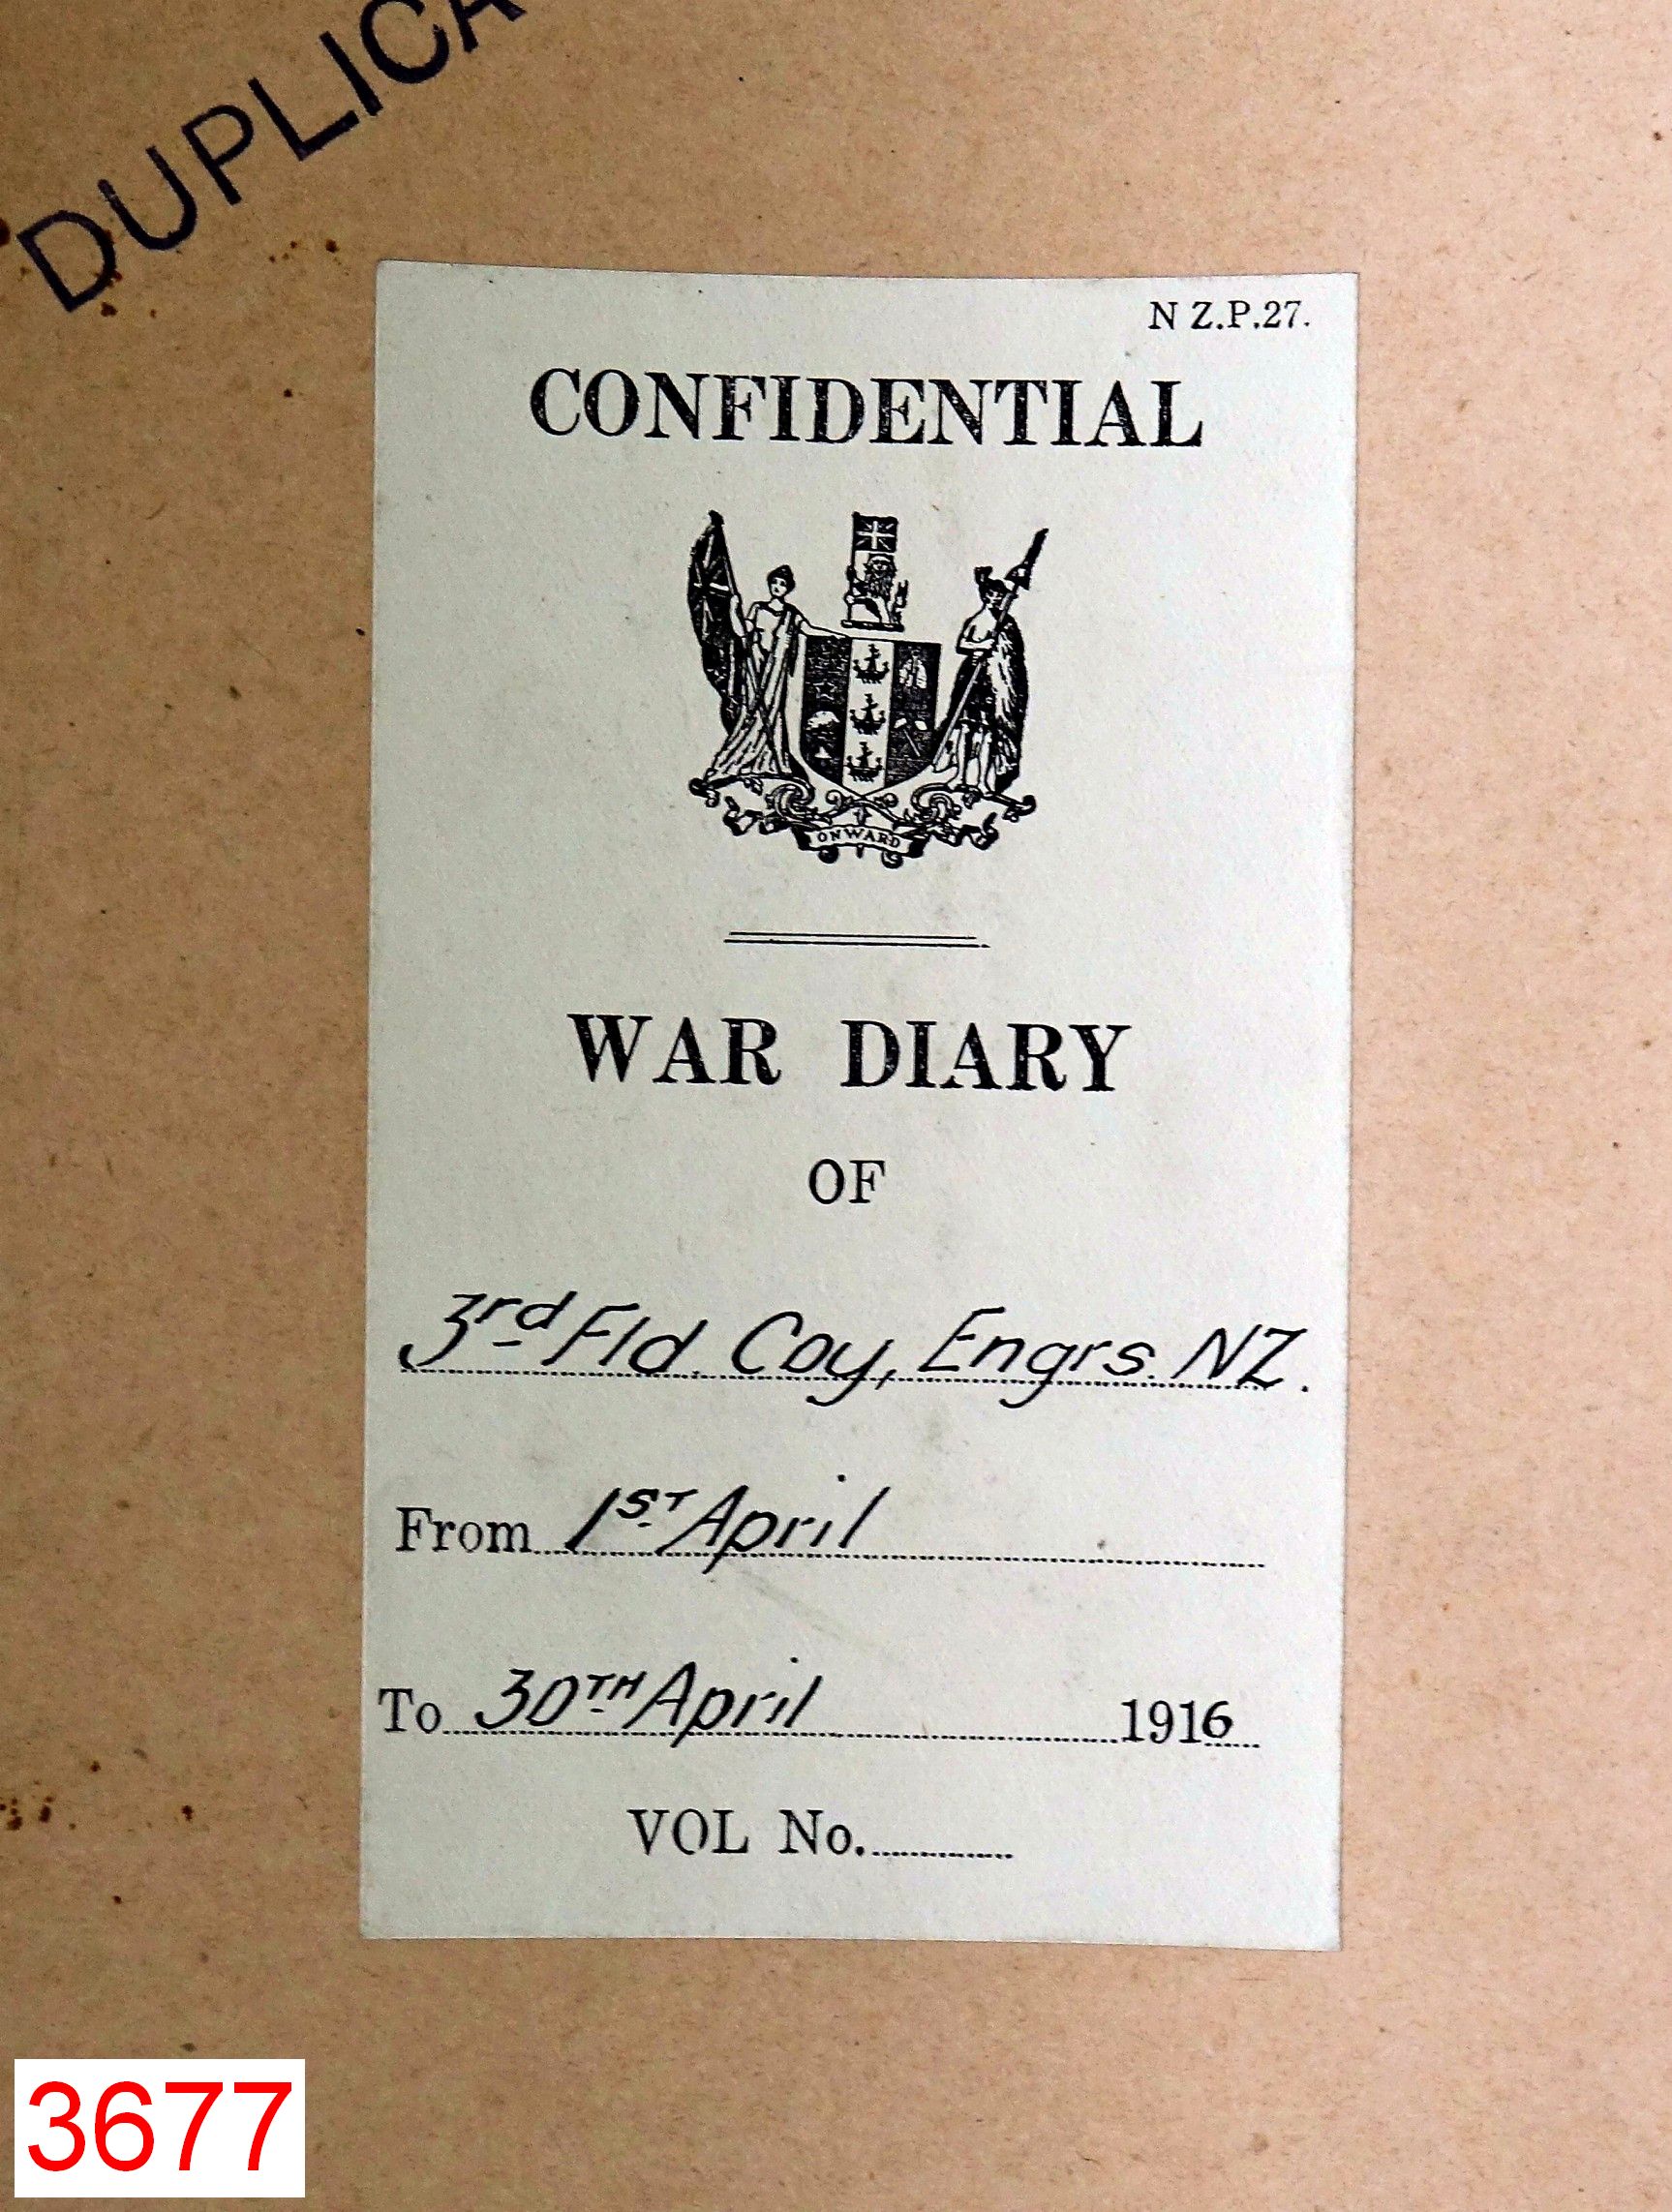 DUPLICA
N Z.P.27.
CONFIDENTIAL
ONWARD
WAR DIARY
OF
3rd Fld. Coy, Engrs. NZ.
From 1ST April
To 30TH April 1916
VOL No.
3677